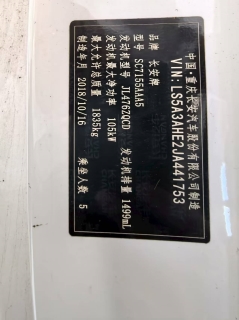 中国·重庆长安汽车股份有限公司制造
VIN: LS5A3AHE2JA441753
品牌 长安牌
型号 SC7155AAA5
发动机型号 JL476ZQCD 发动机排量 1499mL
发动机最大净功率 105kW
最大允许总质量 1835kg 乘坐人数 5
制造年月 2018/10/16